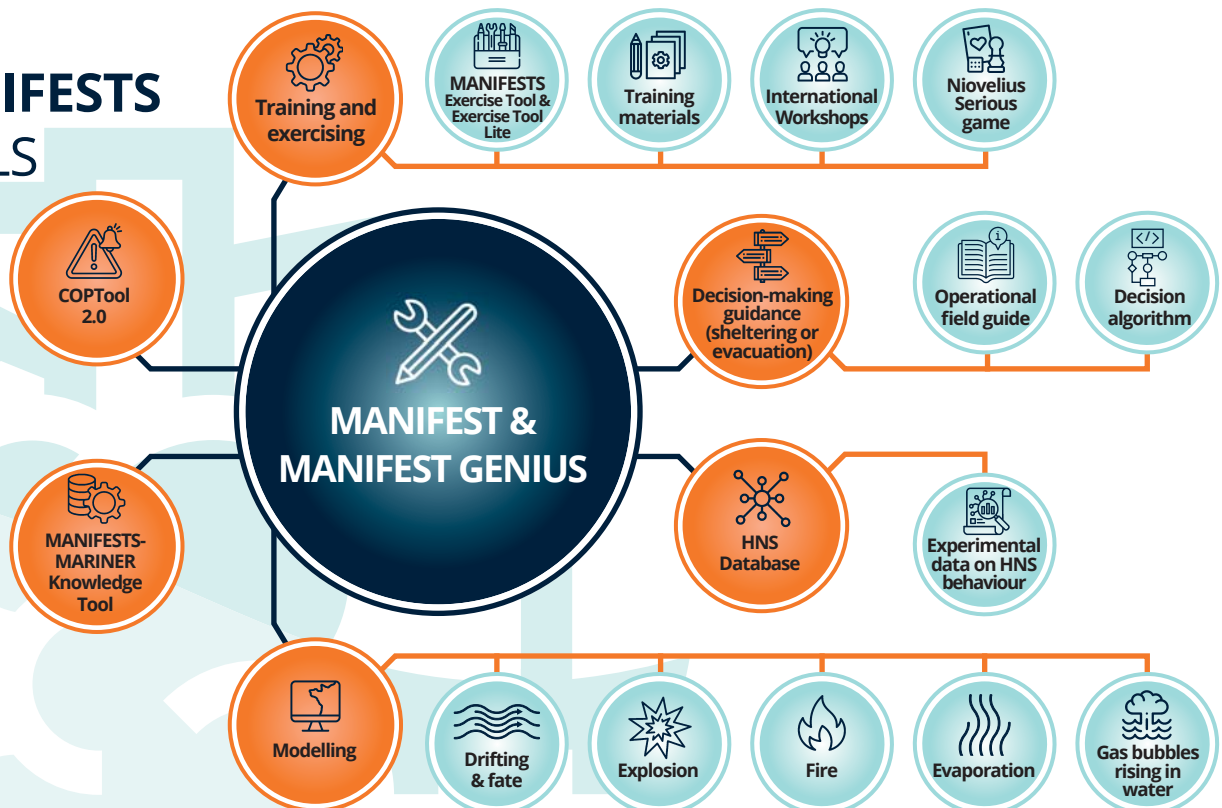 NIFESTS
LS
Training and
exercising
MANIFESTS
Exercise Tool &
Exercise Tool
Lite
Training
materials
International
Workshops
Niovelius
Serious
game
COPTool
2.0
Decision-making
guidance
(sheltering or
evacuation)
Operational
field guide
Decision
algorithm
MANIFEST &
MANIFEST GENIUS
MANIFESTS-
MARINER
Knowledge
Tool
HNS
Database
Experimental
data on HNS
behaviour
Modelling
Drifting
& fate
Explosion
Fire
Evaporation
Gas bubbles
rising in
water